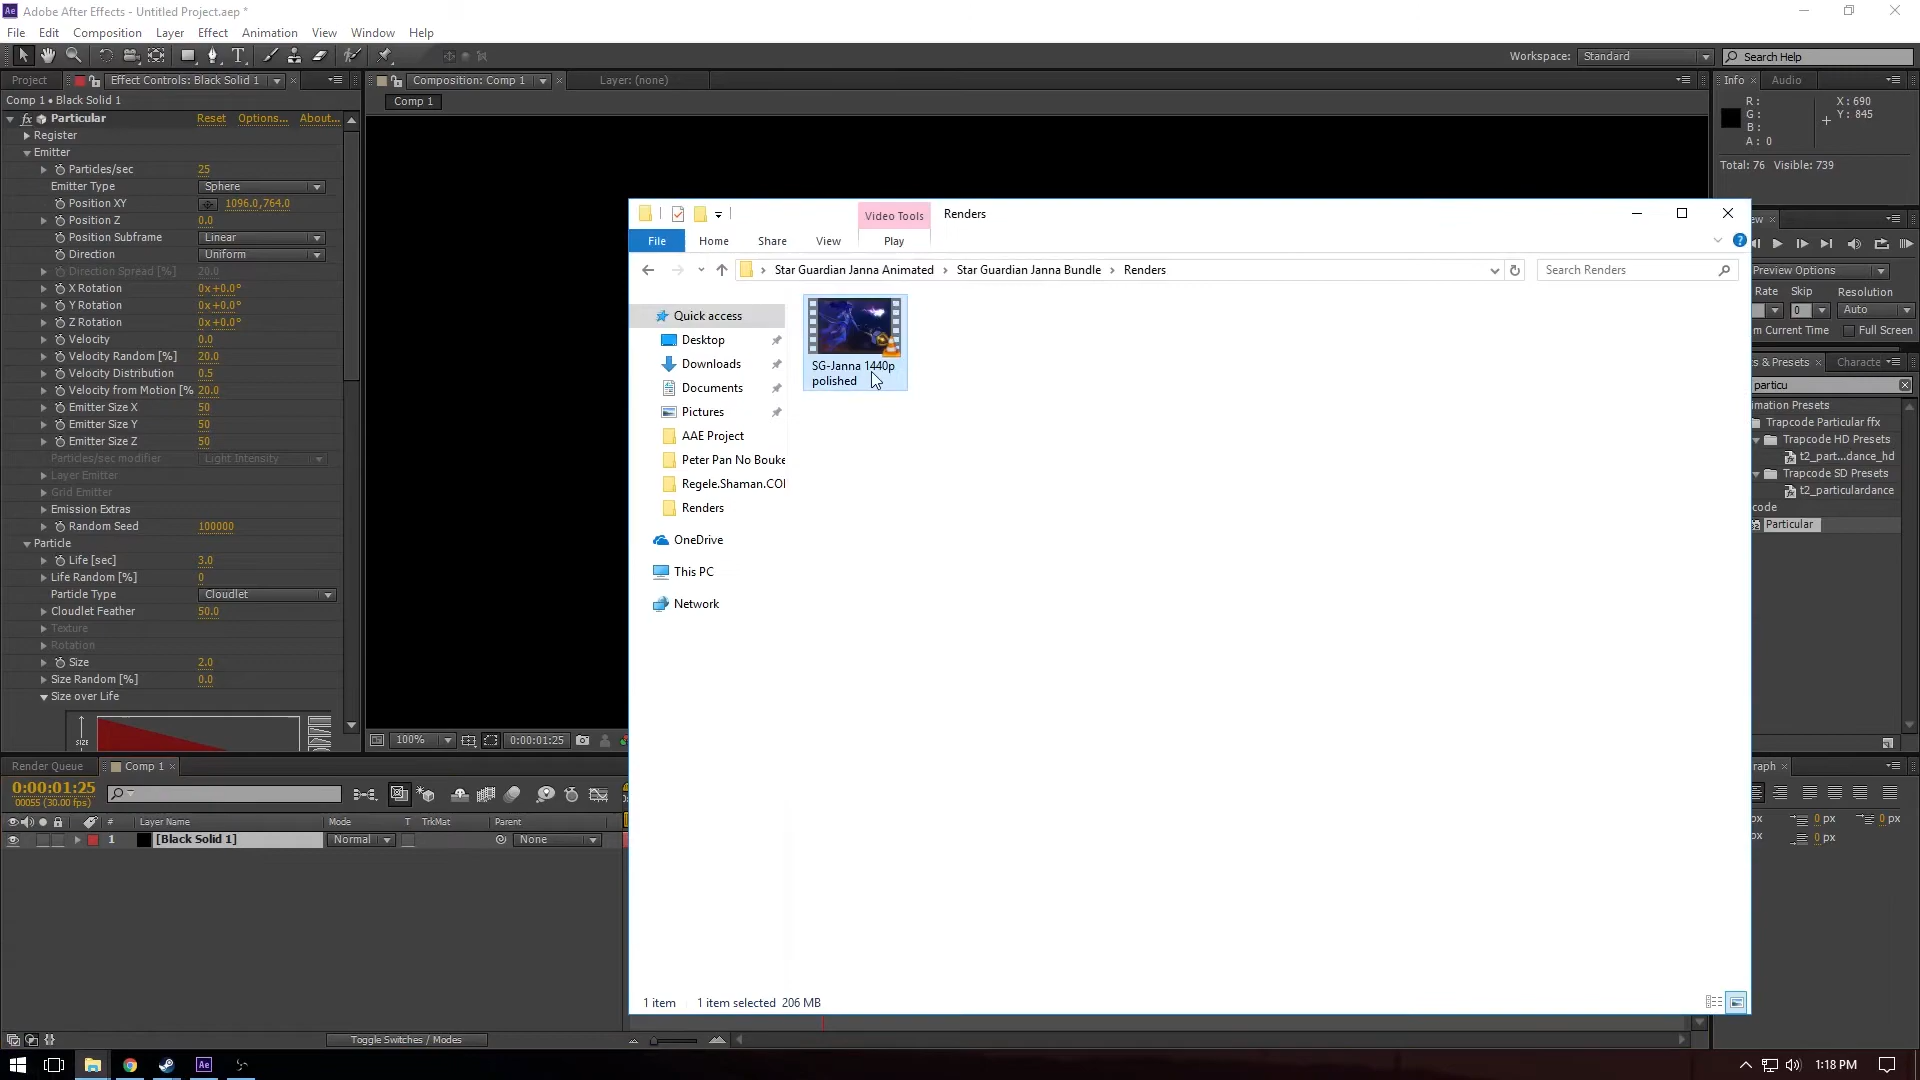 Adobe After Effects - Untitled Project.aep *
File Edit Composition Layer Effect Animation View Window Help
Workspace: Standard Search Help
Project Effect Controls: Black Solid 1
Comp 1 • Black Solid 1
Particular Reset Options... About...
Register
Emitter
Particles/sec 25
Emitter Type Sphere
Position XY 1096.0,764.0
Position Z 0.0
Position Subframe Linear
Direction Uniform
Direction Spread [%] 20.0
X Rotation 0x+0.0°
Y Rotation 0x+0.0°
Z Rotation 0x+0.0°
Velocity 0.0
Velocity Random [%] 20.0
Velocity Distribution 0.5
Velocity from Motion [% 20.0
Emitter Size X 50
Emitter Size Y 50
Emitter Size Z 50
Particles/sec modifier Light Intensity
Layer Emitter
Grid Emitter
Emission Extras
Random Seed 100000
Particle
Life [sec] 3.0
Life Random [%] 0
Particle Type Cloudlet
Cloudlet Feather 50.0
Texture
Rotation
Size 2.0
Size Random [%] 0.0
Size over Life
SIZE
Composition: Comp 1 Layer: (none)
Comp 1
100% 0:00:01:25
Renders
Video Tools
File Home Share View Play
Star Guardian Janna Animated Star Guardian Janna Bundle Renders
Search Renders
Quick access
Desktop
Downloads
Documents
Pictures
AAE Project
Peter Pan No Bouke
Regele.Shaman.CO
Renders
OneDrive
This PC
Network
SG-Janna 1440p
polished
1 item 1 item selected 206 MB
Info Audio
R: X: 690
G: Y: 845
B:
A: 0
Total: 76 Visible: 739
ew
Preview Options
Rate Skip Resolution
0 Auto
m Current Time Full Screen
ts & Presets Characte
particu
imation Presets
Trapcode Particular ffx
Trapcode HD Presets
t2_part...dance_hd
Trapcode SD Presets
t2_particulardance
code
Particular
raph
px 0 px 0 px
px 0 px
Render Queue Comp 1
0:00:01:25
00055 (30.00 fps)
# Layer Name Mode T TrkMat Parent
1 [Black Solid 1] Normal None
Toggle Switches / Modes
1:18 PM